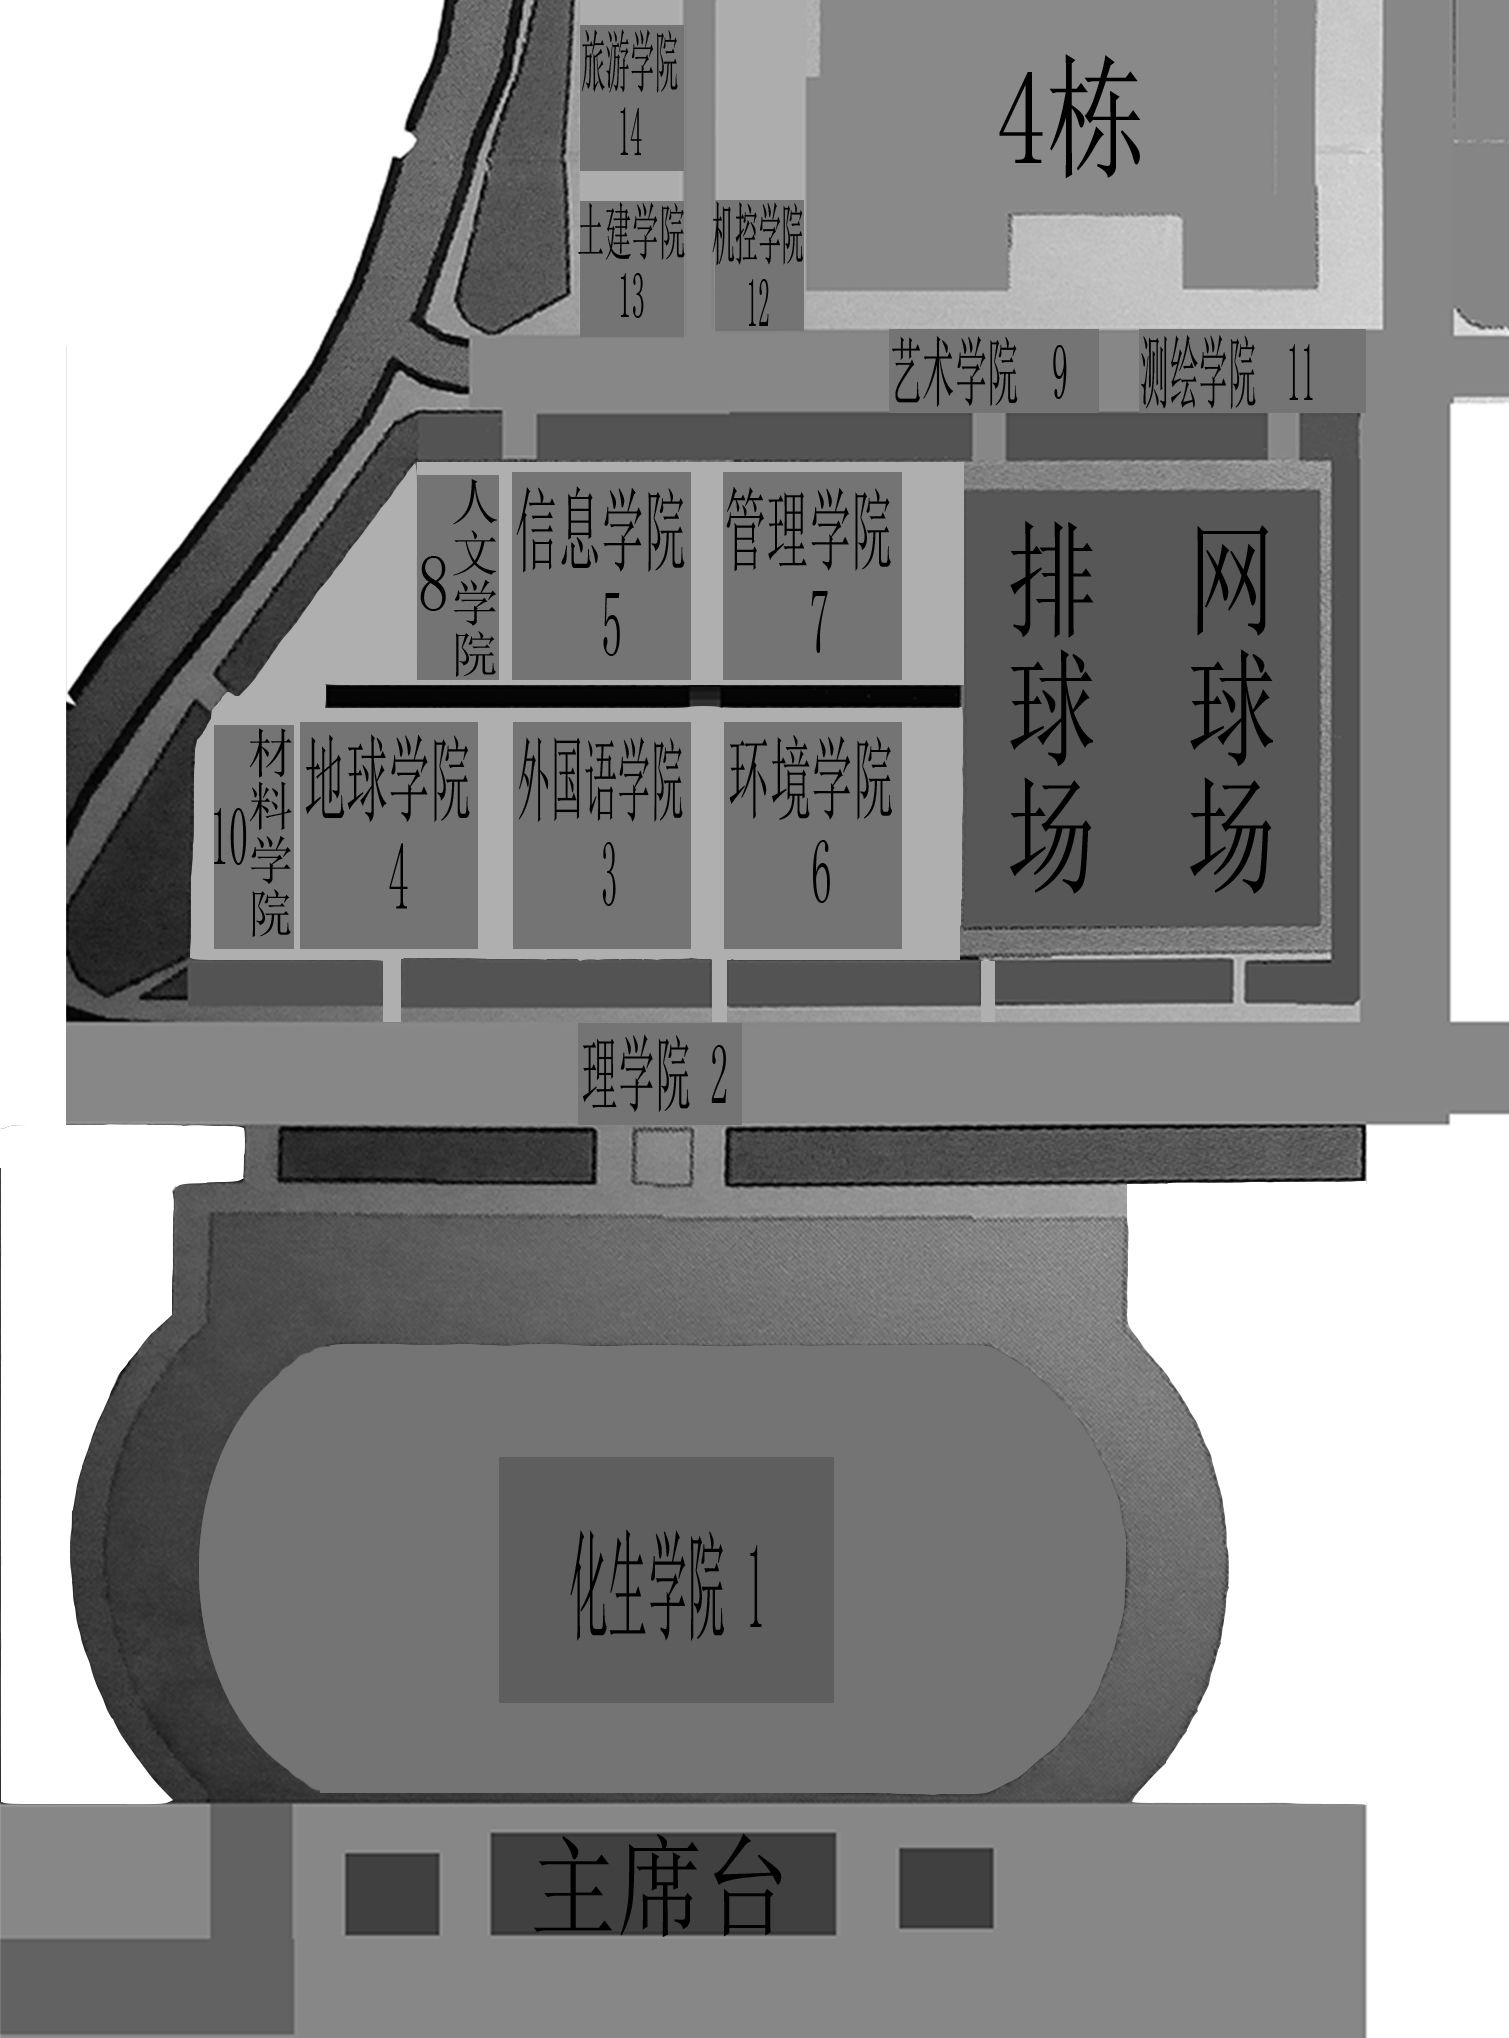 旅游学院
14
4栋
土建学院
13
机控学院
12
艺术学院 9
测绘学院 11
8
人文学院
信息学院
5
管理学院
7
排球场
网球场
10
材料学院
地球学院
4
外国语学院
3
环境学院
6
理学院 2
化生学院 1
主席台